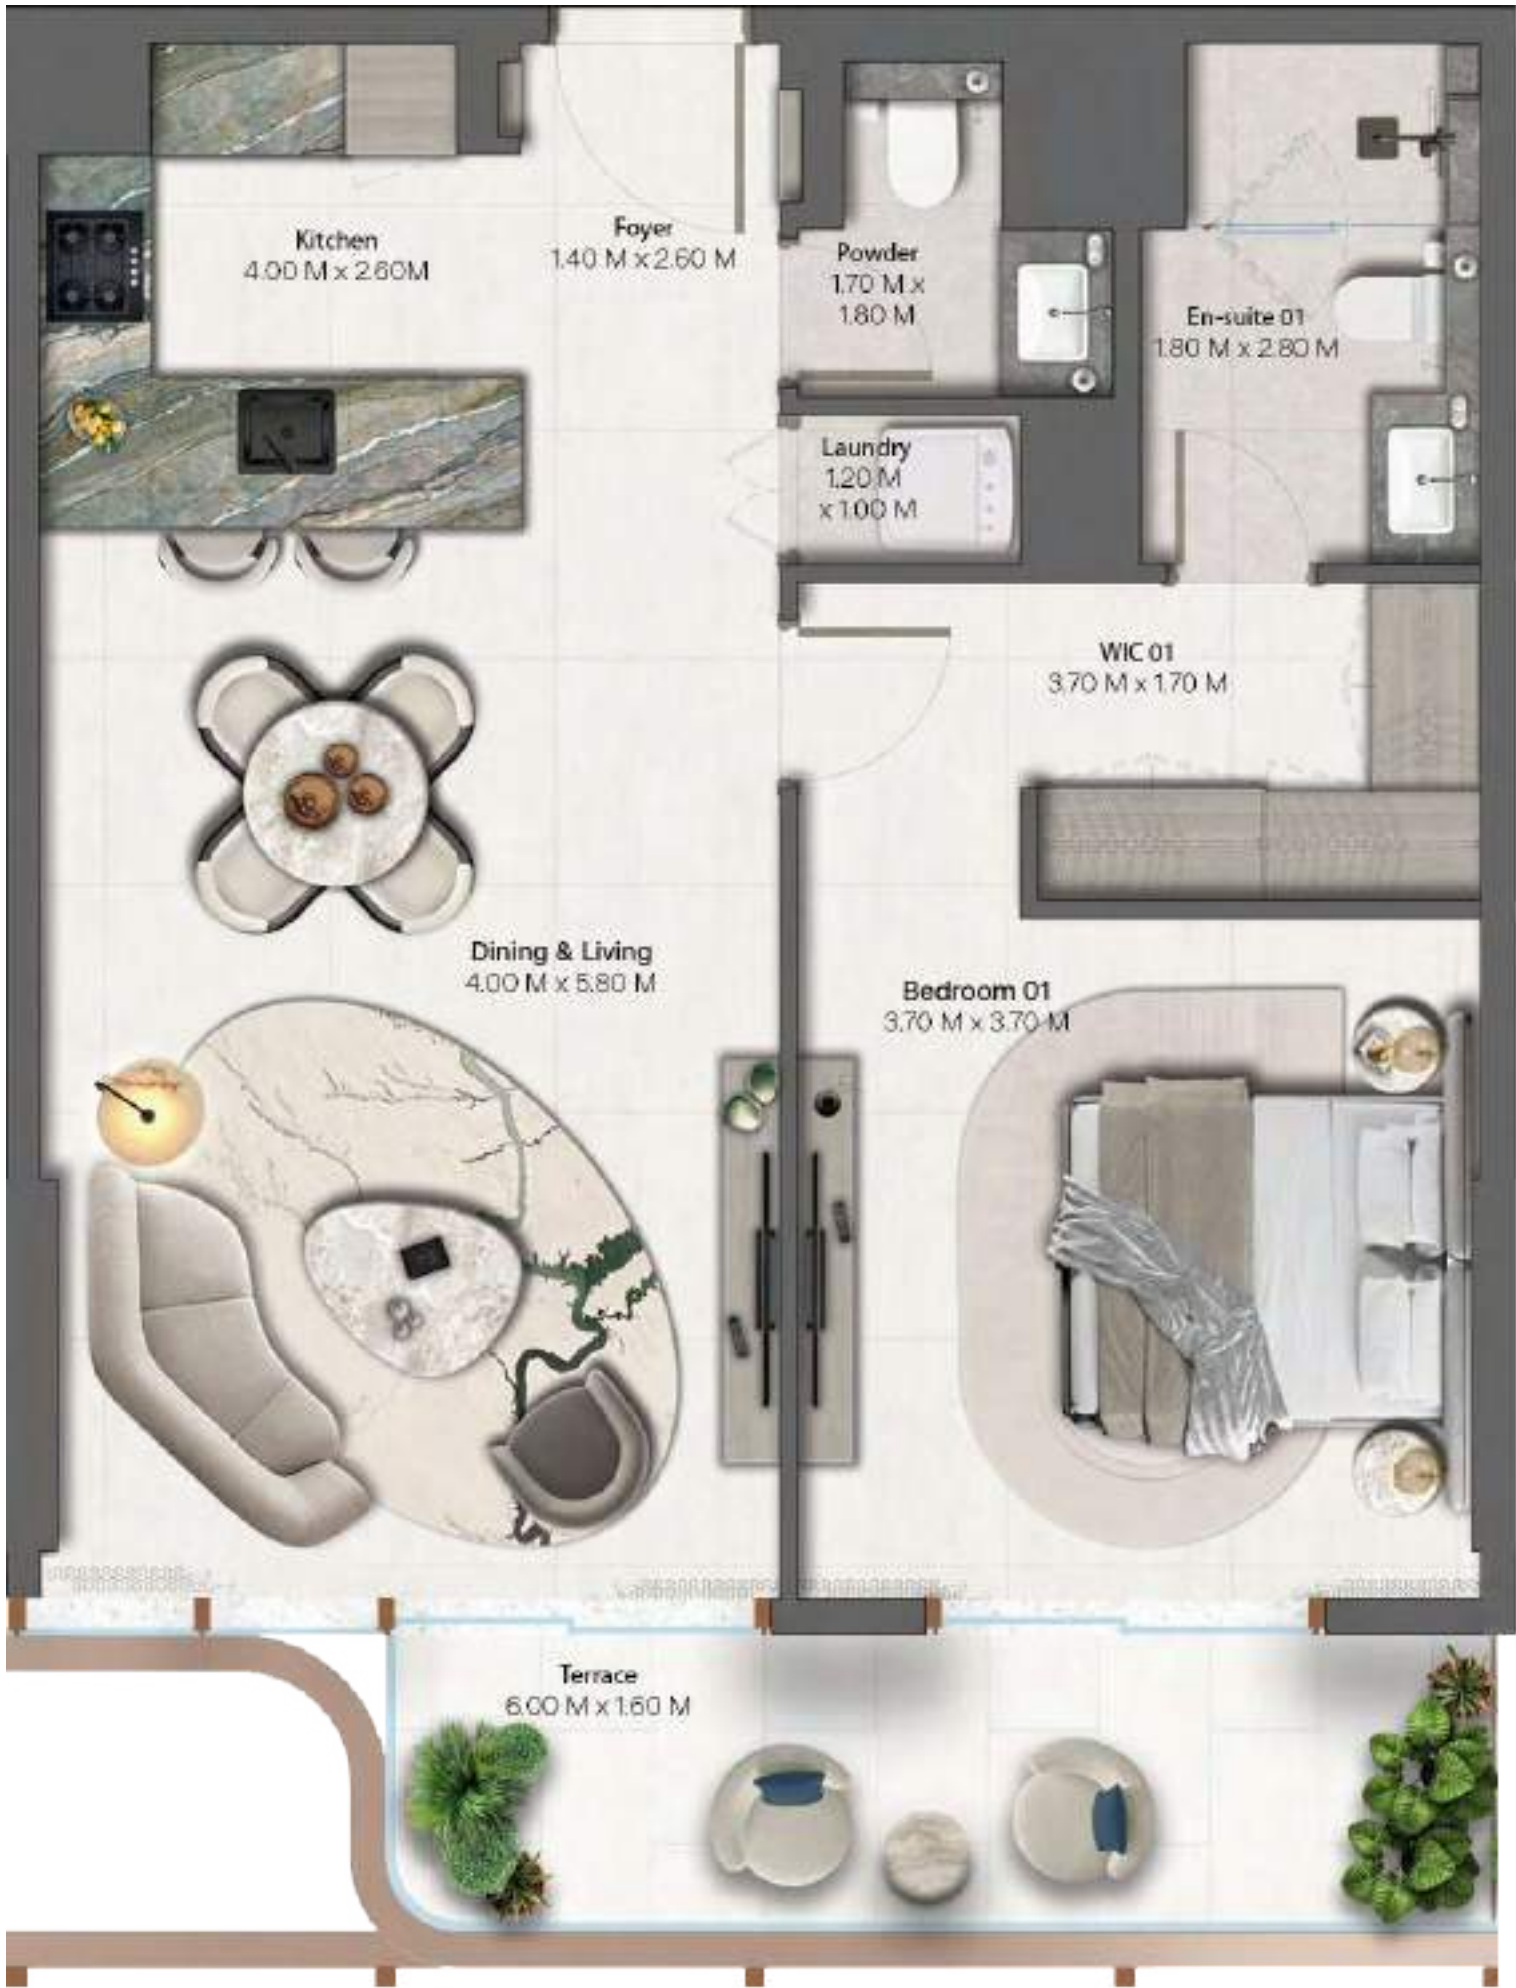 Kitchen
4.00 M x 2.60M
Foyer
1.40 M x 2.60 M
Powder
1.70 M x
1.80 M
En-suite 01
1.80 M x 2.80 M
Laundry
1.20 M
x 1.00 M
WIC 01
3.70 M x 1.70 M
Dining & Living
4.00 M x 5.80 M
Bedroom 01
3.70 M x 3.70 M
Terrace
6.00 M x 1.60 M